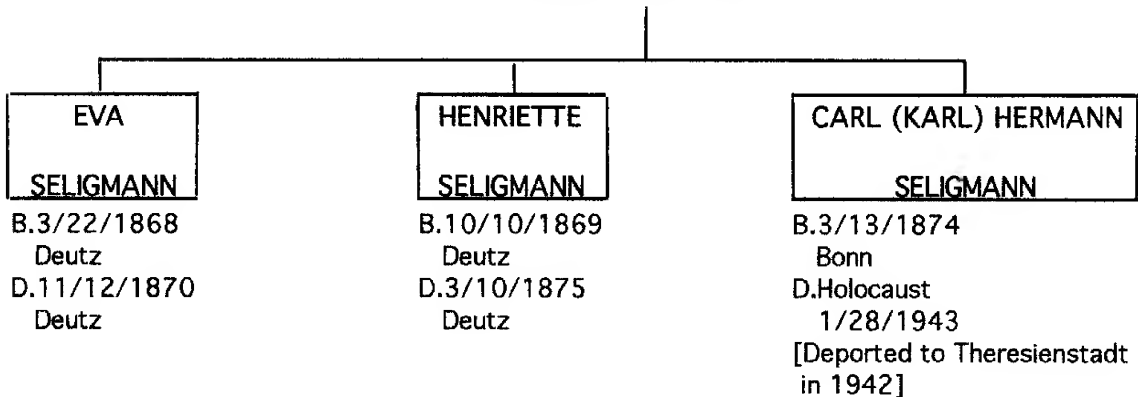 EVA
SELIGMANN
B.3/22/1868
Deutz
D.11/12/1870
Deutz
HENRIETTE
SELIGMANN
B.10/10/1869
Deutz
D.3/10/1875
Deutz
CARL (KARL) HERMANN
SELIGMANN
B.3/13/1874
Bonn
D.Holocaust
1/28/1943
[Deported to Theresienstadt
in 1942]